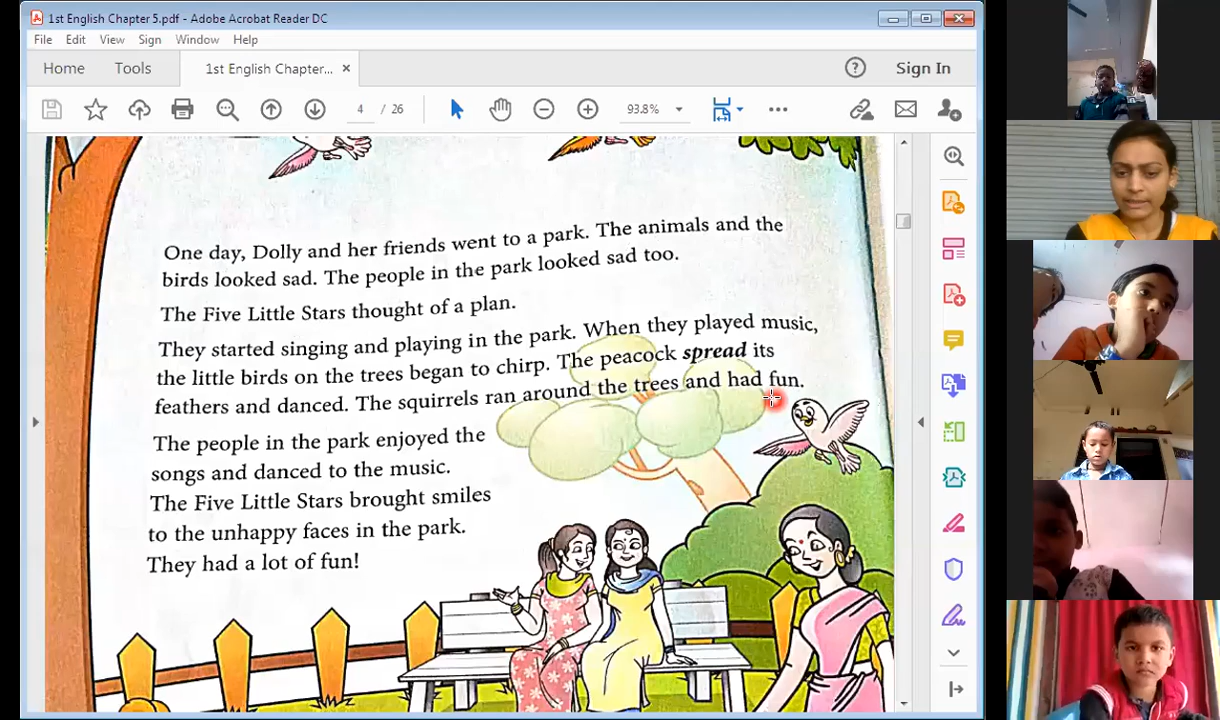 1st English Chapter 5.pdf - Adobe Acrobat Reader DC
File Edit View Sign Window Help
Home Tools 1st English Chapter... × Sign In
4 / 26 93.8%
One day, Dolly and her friends went to a park. The animals and the
birds looked sad. The people in the park looked sad too.
The Five Little Stars thought of a plan.
They started singing and playing in the park. When they played music,
the little birds on the trees began to chirp. The peacock spread its
feathers and danced. The squirrels ran around the trees and had fun.
The people in the park enjoyed the
songs and danced to the music.
The Five Little Stars brought smiles
to the unhappy faces in the park.
They had a lot of fun!